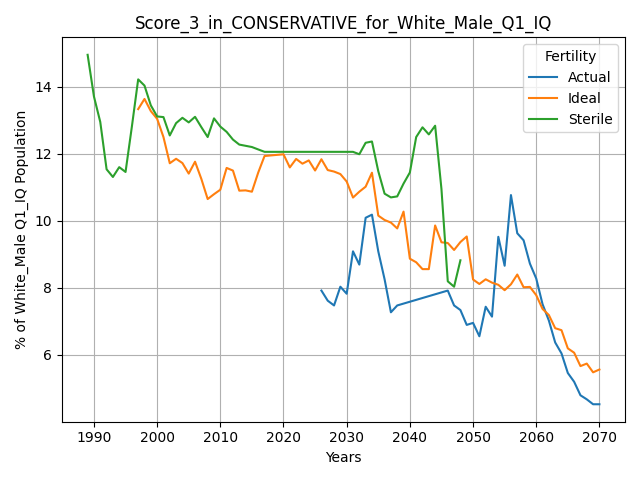 Score_3_in_CONSERVATIVE_for_White_Male_Q1_IQ
Fertility
Actual
Ideal
Sterile
% of White_Male Q1_IQ Population
14
12
10
8
6
1990 2000 2010 2020 2030 2040 2050 2060 2070
Years